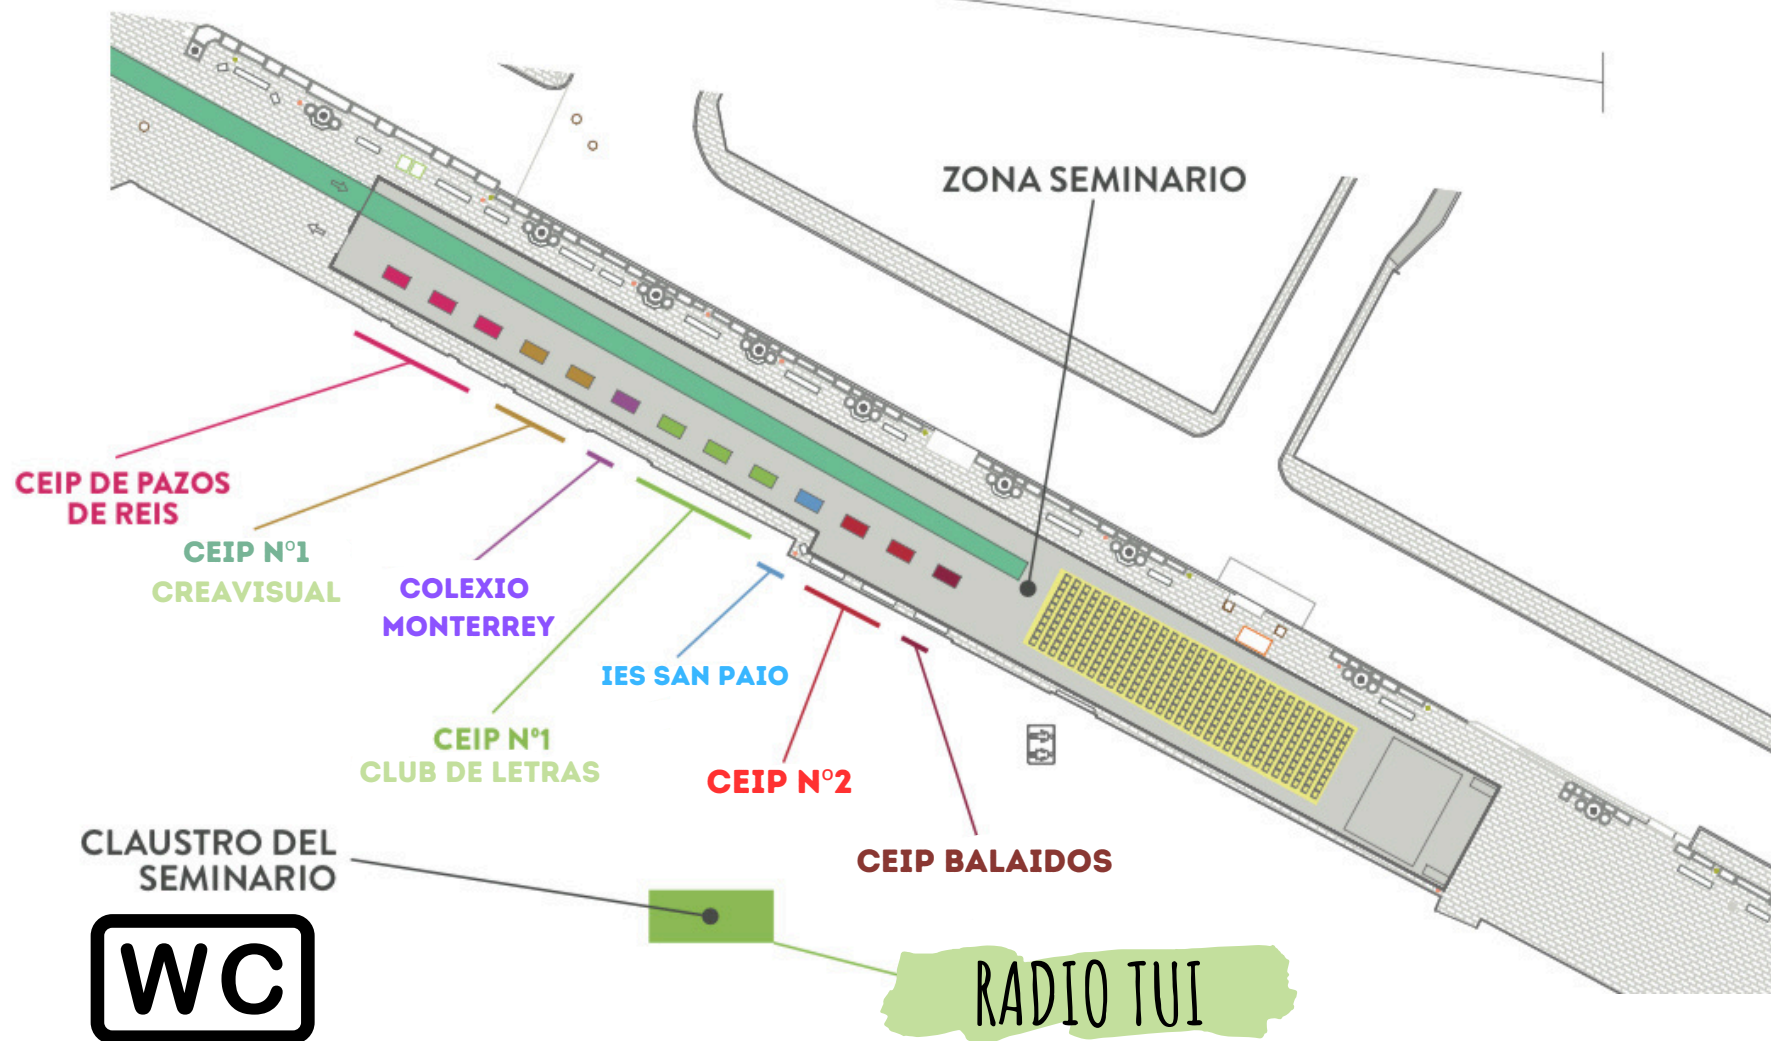 ZONA SEMINARIO
CEIP DE PAZOS
DE REIS
CEIP Nº1
CREAVISUAL
COLEXIO
MONTERREY
IES SAN PAIO
CEIP Nº1
CLUB DE LETRAS
CEIP Nº2
CEIP BALAIDOS
CLAUSTRO DEL
SEMINARIO
WC
RADIO TUI